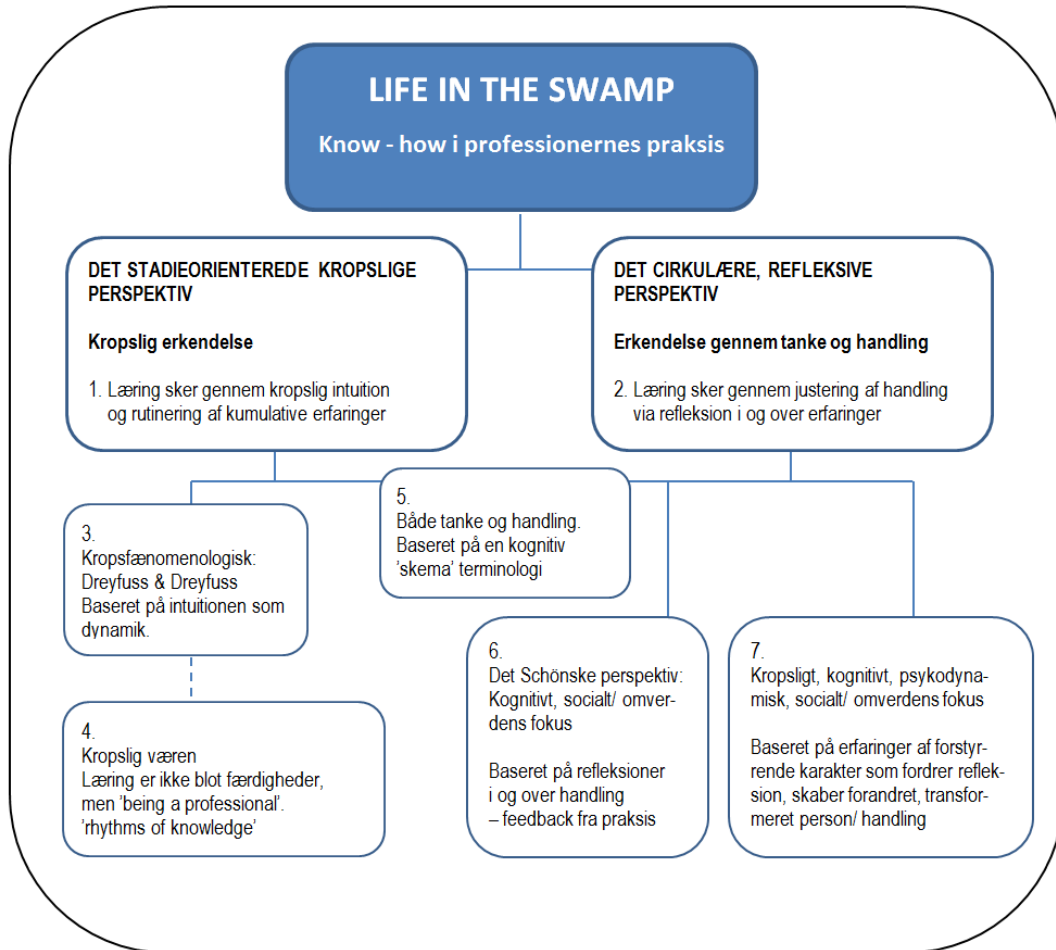 LIFE IN THE SWAMP
Know - how i professionernes praksis
DET STADIEORIENTEREDE KROPSLIGE
PERSPEKTIV
Kropslig erkendelse
1. Læring sker gennem kropslig intuition
og rutinering af kumulative erfaringer
DET CIRKULÆRE, REFLEKSIVE
PERSPEKTIV
Erkendelse gennem tanke og handling
2. Læring sker gennem justering af handling
via refleksion i og over erfaringer
3.
Kropsfænomenologisk:
Dreyfuss & Dreyfuss
Baseret på intuitionen som
dynamik.
4.
Kropslig væren
Læring er ikke blot færdigheder,
men ’being a professional’.
’rhythms of knowledge’
5.
Både tanke og handling.
Baseret på en kognitiv
’skema’ terminologi
6.
Det Schönske perspektiv:
Kognitivt, socialt/ omver-
dens fokus
Baseret på refleksioner
i og over handling
– feedback fra praksis
7.
Kropsligt, kognitivt, psykodyna-
misk, socialt/ omverdens fokus
Baseret på erfaringer af forstyr-
rende karakter som fordrer reflek-
sion, skaber forandret, transfor-
meret person/ handling